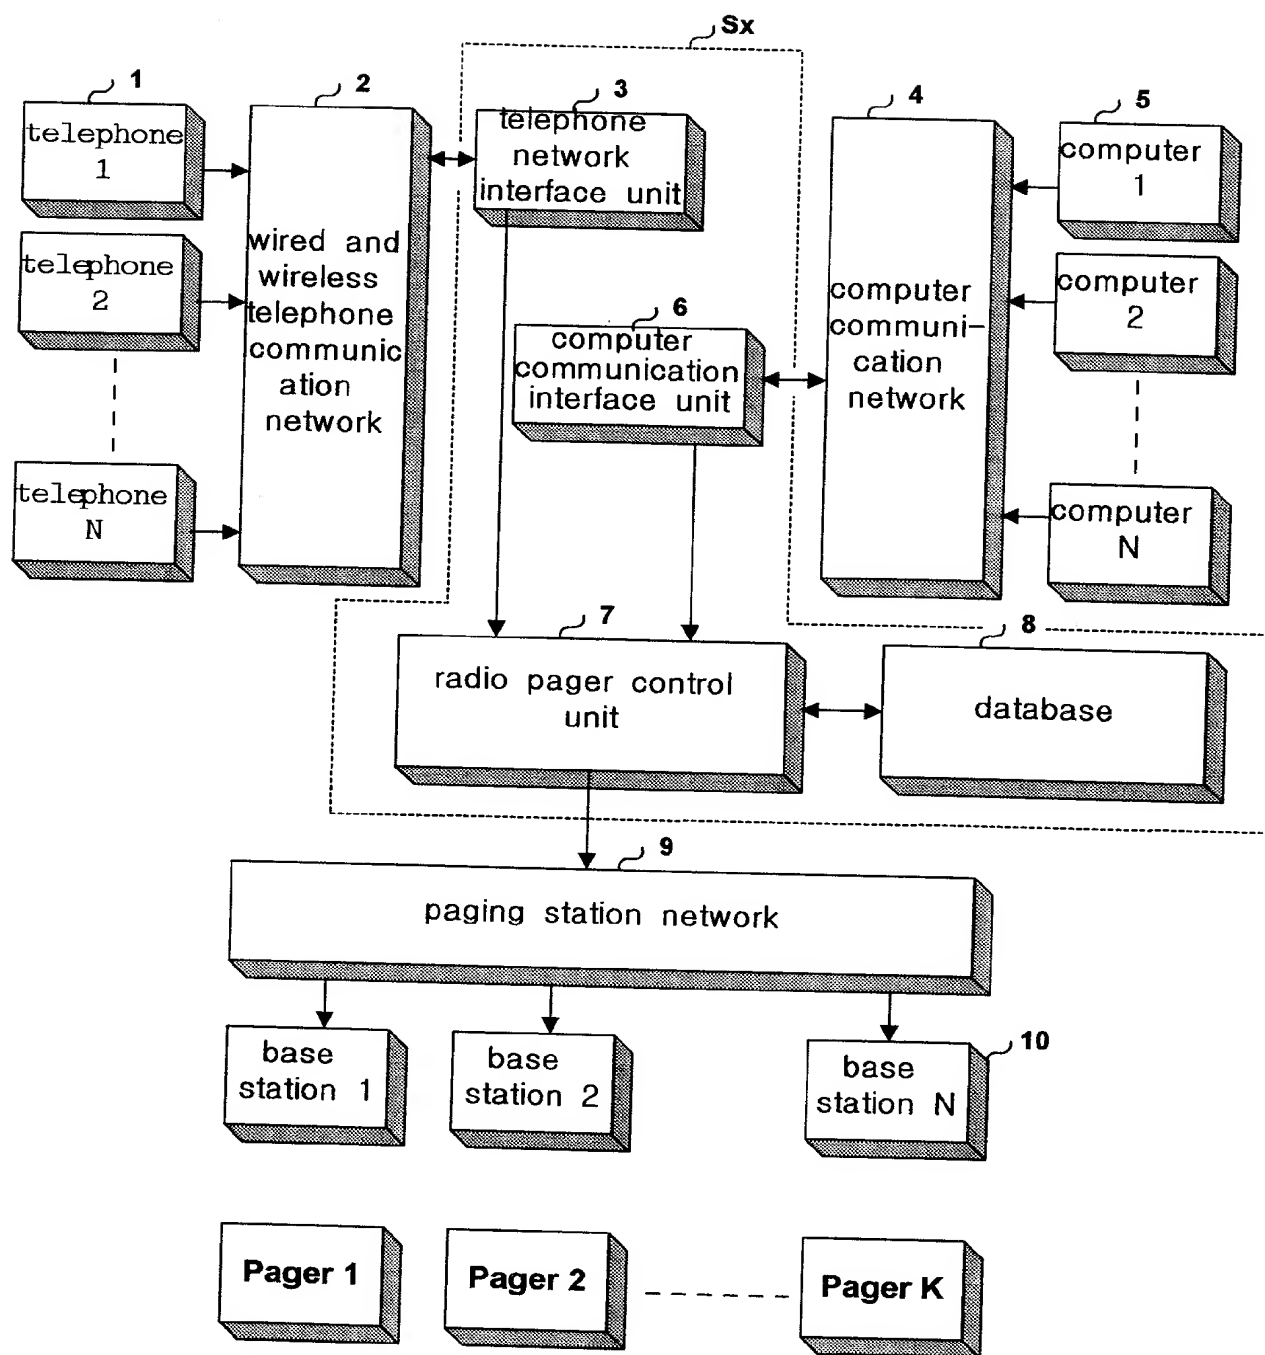 Sx
1
2
3
4
5
telephone
1
telephone
2
telephone
N
wired and
wireless
telephone
communic
ation
network
telephone
network
interface unit
6
computer
communication
interface unit
computer
communi-
cation
network
computer
1
computer
2
computer
N
7
radio pager control
unit
8
database
9
paging station network
base
station 1
base
station 2
10
base
station N
Pager 1
Pager 2
Pager K